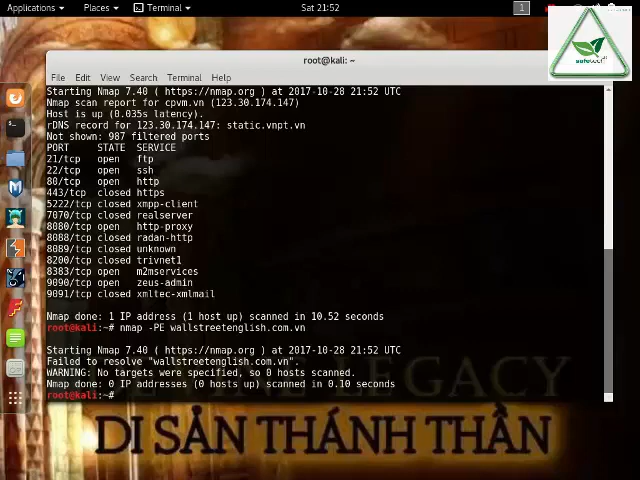 Applications Places Terminal Sat 21:52 1
safetech
root@kali: ~
File Edit View Search Terminal Help
Starting Nmap 7.40 ( https://nmap.org ) at 2017-10-28 21:52 UTC
Nmap scan report for cpvm.vn (123.30.174.147)
Host is up (0.035s latency).
rDNS record for 123.30.174.147: static.vnpt.vn
Not shown: 987 filtered ports
PORT STATE SERVICE
21/tcp open ftp
22/tcp open ssh
80/tcp open http
443/tcp closed https
5222/tcp closed xmpp-client
7070/tcp closed realserver
8080/tcp open http-proxy
8088/tcp closed radan-http
8089/tcp closed unknown
8200/tcp closed trivnet1
8383/tcp open m2mservices
9090/tcp open zeus-admin
9091/tcp closed xmltec-xmlmail
Nmap done: 1 IP address (1 host up) scanned in 10.52 seconds
root@kali:~# nmap -PE wallstreetenglish.com.vn
Starting Nmap 7.40 ( https://nmap.org ) at 2017-10-28 21:52 UTC
Failed to resolve "wallstreetenglish.com.vn".
WARNING: No targets were specified, so 0 hosts scanned.
Nmap done: 0 IP addresses (0 hosts up) scanned in 0.10 seconds
root@kali:~#
LEGACY
DI SẢN THÁNH THẦN